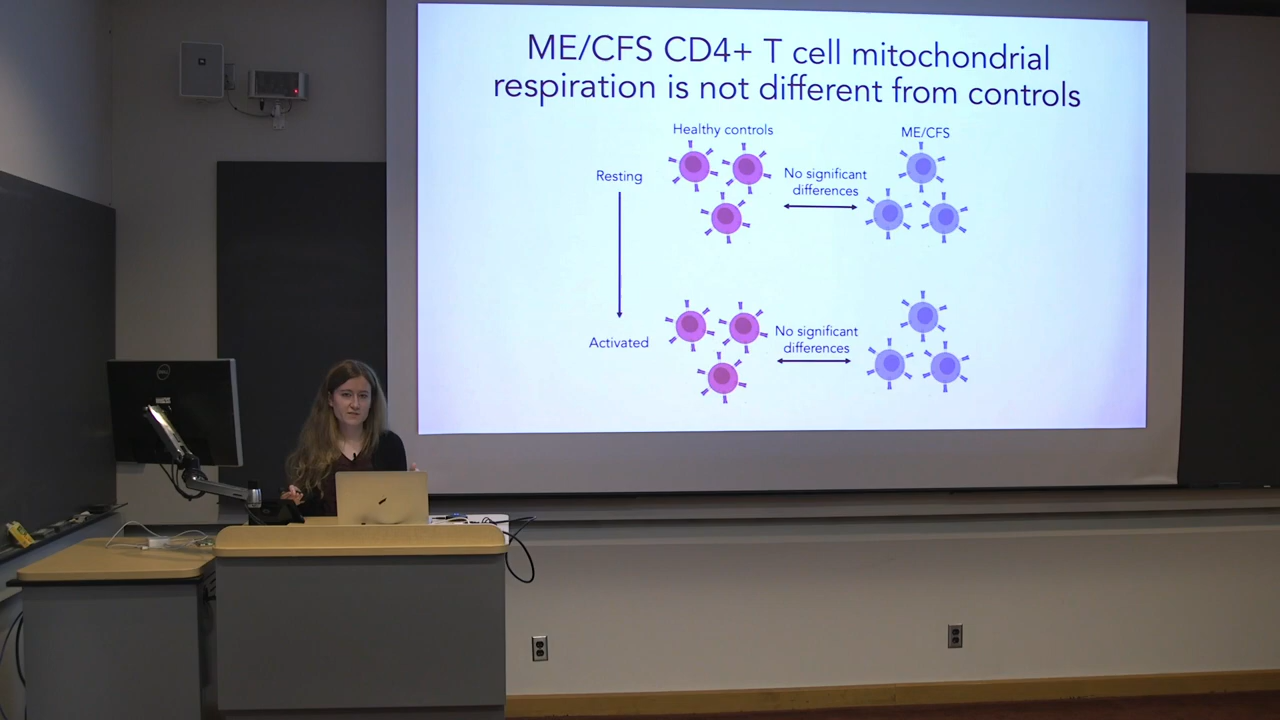 ME/CFS CD4+ T cell mitochondrial
respiration is not different from controls
Healthy controls
ME/CFS
Resting
No significant
differences
Activated
No significant
differences
DELL